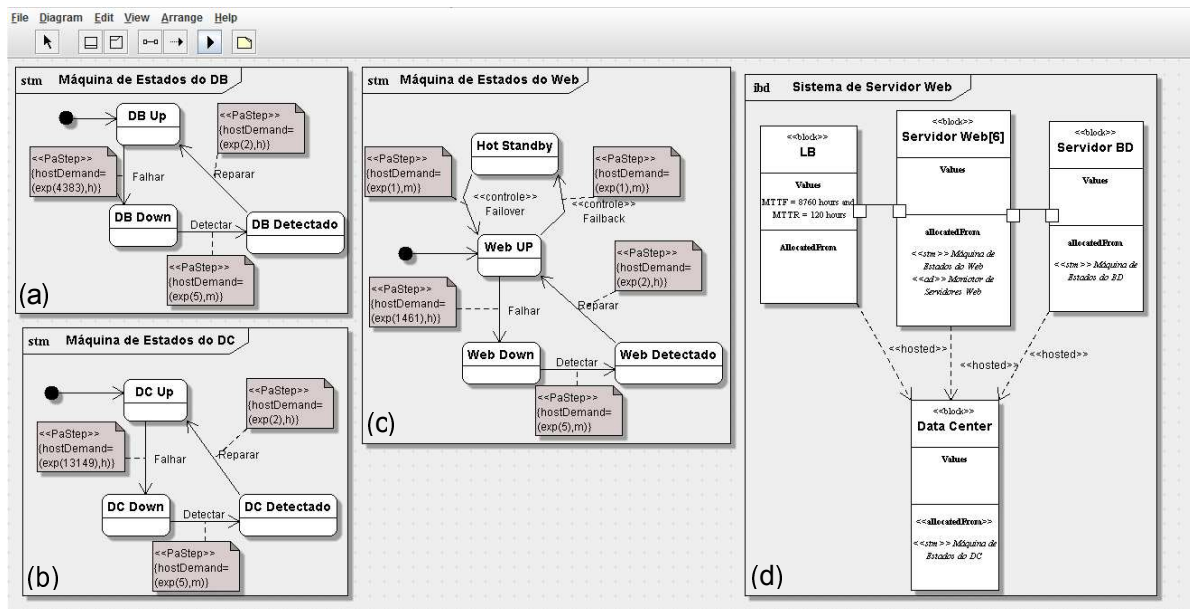 File Diagram Edit View Arrange Help
stm Máquina de Estados do DB
DB Up
<<PaStep>>
{hostDemand=
(exp(2),h)}
<<PaStep>>
{hostDemand=
(exp(4383),h)}
Falhar
Reparar
DB Down
Detectar
DB Detectado
<<PaStep>>
{hostDemand=
(exp(5),m)}
(a)
stm Máquina de Estados do DC
DC Up
<<PaStep>>
{hostDemand=
(exp(2),h)}
<<PaStep>>
{hostDemand=
(exp(13149),h)}
Falhar
Reparar
DC Down
Detectar
DC Detectado
<<PaStep>>
{hostDemand=
(exp(5),m)}
(b)
stm Máquina de Estados do Web
Hot Standby
<<PaStep>>
{hostDemand=
(exp(1),m)}
<<PaStep>>
{hostDemand=
(exp(1),m)}
<<controle>>
Failover
<<controle>>
Failback
Web UP
<<PaStep>>
{hostDemand=
(exp(2),h)}
<<PaStep>>
{hostDemand=
(exp(1461),h)}
Falhar
Reparar
Web Down
Detectar
Web Detectado
<<PaStep>>
{hostDemand=
(exp(5),m)}
(c)
ibd Sistema de Servidor Web
<<block>>
LB
Values
MTTF = 8760 hours and
MTTR = 120 hours
AllocatedFrom
<<block>>
Servidor Web[6]
Values
allocatedFrom
<<stm>> Máquina de
Estados do Web
<<ad>> Moniotor de
Servidores Web
<<block>>
Servidor BD
Values
allocatedFrom
<<stm>> Máquina de
Estados do BD
<<hosted>>
<<hosted>>
<<hosted>>
<<block>>
Data Center
Values
<<allocatedFrom>>
<<stm>> Máquina de
Estados do DC
(d)